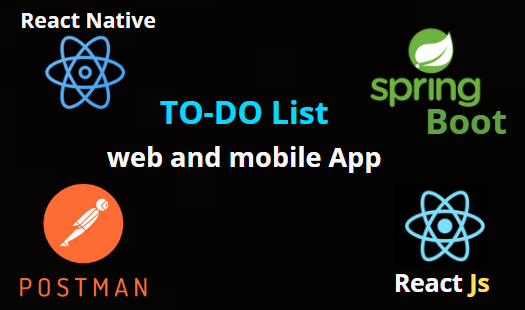 React Native
spring
Boot
TO-DO List
web and mobile App
POSTMAN
React Js